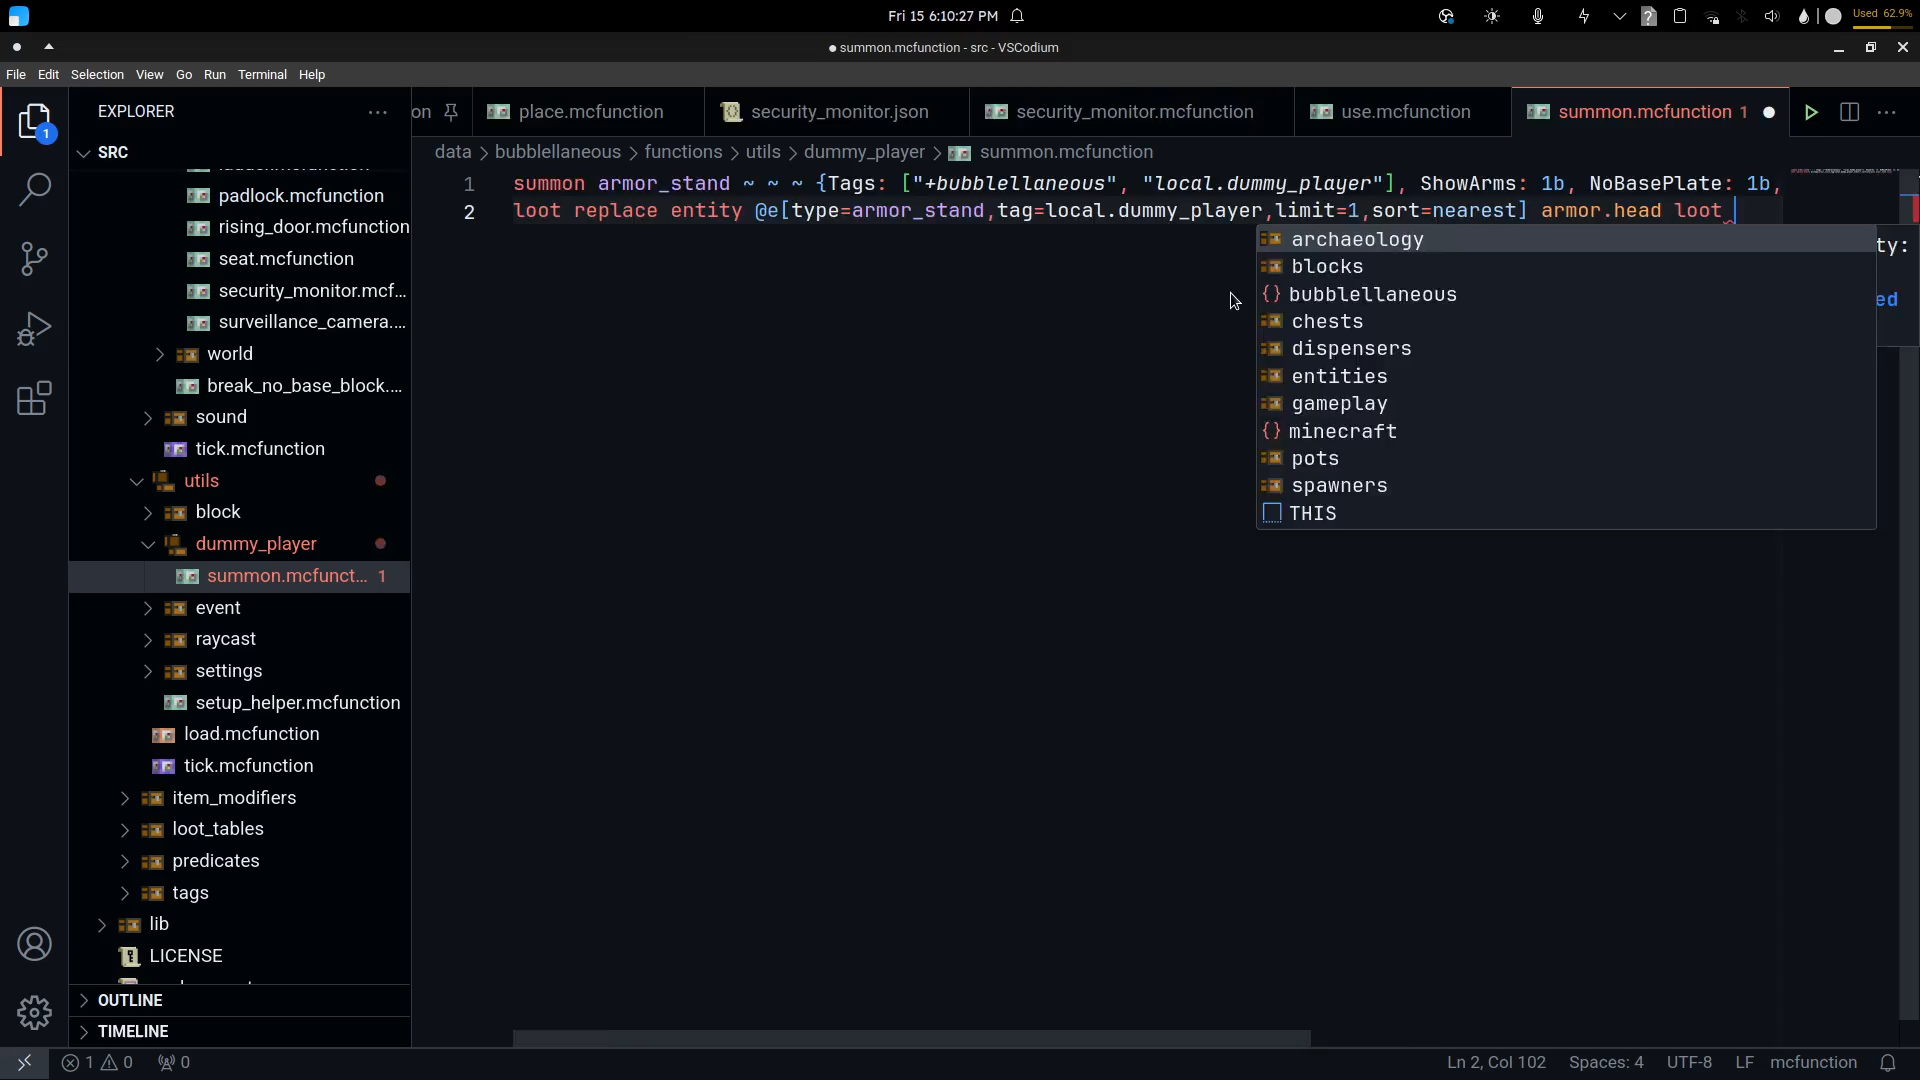 Fri 15 6:10:27 PM
Used 62.9%
summon.mcfunction - src - VSCodium
File Edit Selection View Go Run Terminal Help
1
EXPLORER
on place.mcfunction security_monitor.json security_monitor.mcfunction use.mcfunction summon.mcfunction 1
SRC
data > bubblellaneous > functions > utils > dummy_player > summon.mcfunction
padlock.mcfunction
rising_door.mcfunction
seat.mcfunction
security_monitor.mcf...
surveillance_camera....
world
break_no_base_block....
sound
tick.mcfunction
utils
block
dummy_player
summon.mcfunct... 1
event
raycast
settings
setup_helper.mcfunction
load.mcfunction
tick.mcfunction
item_modifiers
loot_tables
predicates
tags
lib
LICENSE
OUTLINE
TIMELINE
1 summon armor_stand ~ ~ ~ {Tags: ["+bubblellaneous", "local.dummy_player"], ShowArms: 1b, NoBasePlate: 1b,
2 loot replace entity @e[type=armor_stand,tag=local.dummy_player,limit=1,sort=nearest] armor.head loot
archaeology
blocks
bubblellaneous
chests
dispensers
entities
gameplay
minecraft
pots
spawners
THIS
ty:
ed
1 0 0
Ln 2, Col 102 Spaces: 4 UTF-8 LF mcfunction